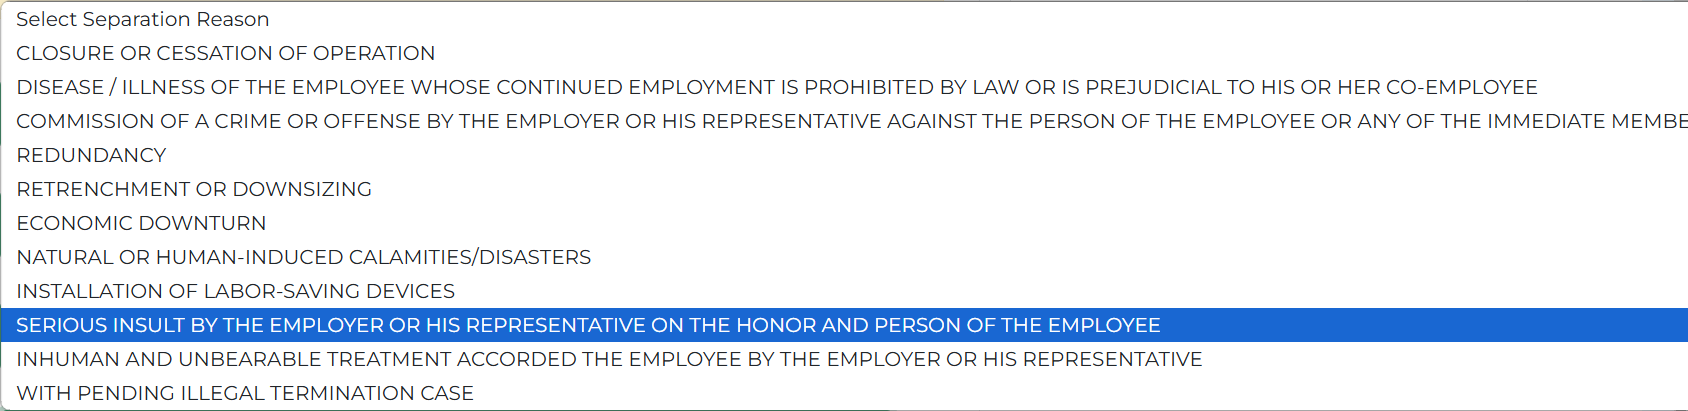 Select Separation Reason
CLOSURE OR CESSATION OF OPERATION
DISEASE / ILLNESS OF THE EMPLOYEE WHOSE CONTINUED EMPLOYMENT IS PROHIBITED BY LAW OR IS PREJUDICIAL TO HIS OR HER CO-EMPLOYEE
COMMISSION OF A CRIME OR OFFENSE BY THE EMPLOYER OR HIS REPRESENTATIVE AGAINST THE PERSON OF THE EMPLOYEE OR ANY OF THE IMMEDIATE MEMBE
REDUNDANCY
RETRENCHMENT OR DOWNSIZING
ECONOMIC DOWNTURN
NATURAL OR HUMAN-INDUCED CALAMITIES/DISASTERS
INSTALLATION OF LABOR-SAVING DEVICES
SERIOUS INSULT BY THE EMPLOYER OR HIS REPRESENTATIVE ON THE HONOR AND PERSON OF THE EMPLOYEE
INHUMAN AND UNBEARABLE TREATMENT ACCORDED THE EMPLOYEE BY THE EMPLOYER OR HIS REPRESENTATIVE
WITH PENDING ILLEGAL TERMINATION CASE